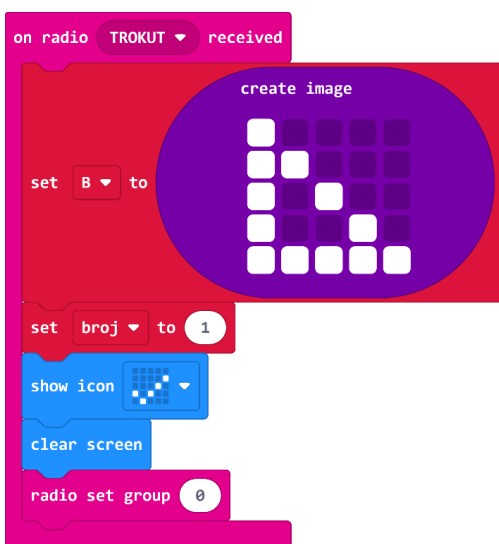 on radio TROKUT received
create image
set B to
set broj to 1
show icon
clear screen
radio set group 0